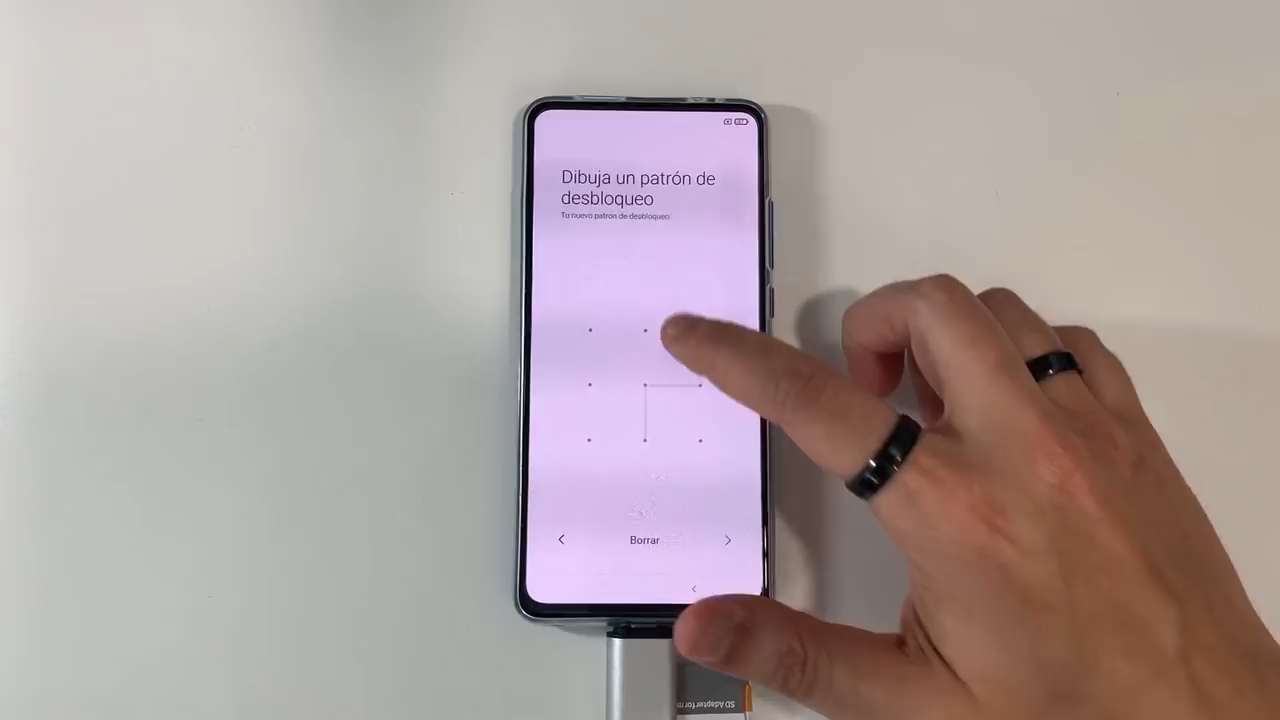 Dibuja un patrón de
desbloqueo
Tu nuevo patrón de desbloqueo
Borrar
SD Adapter for m